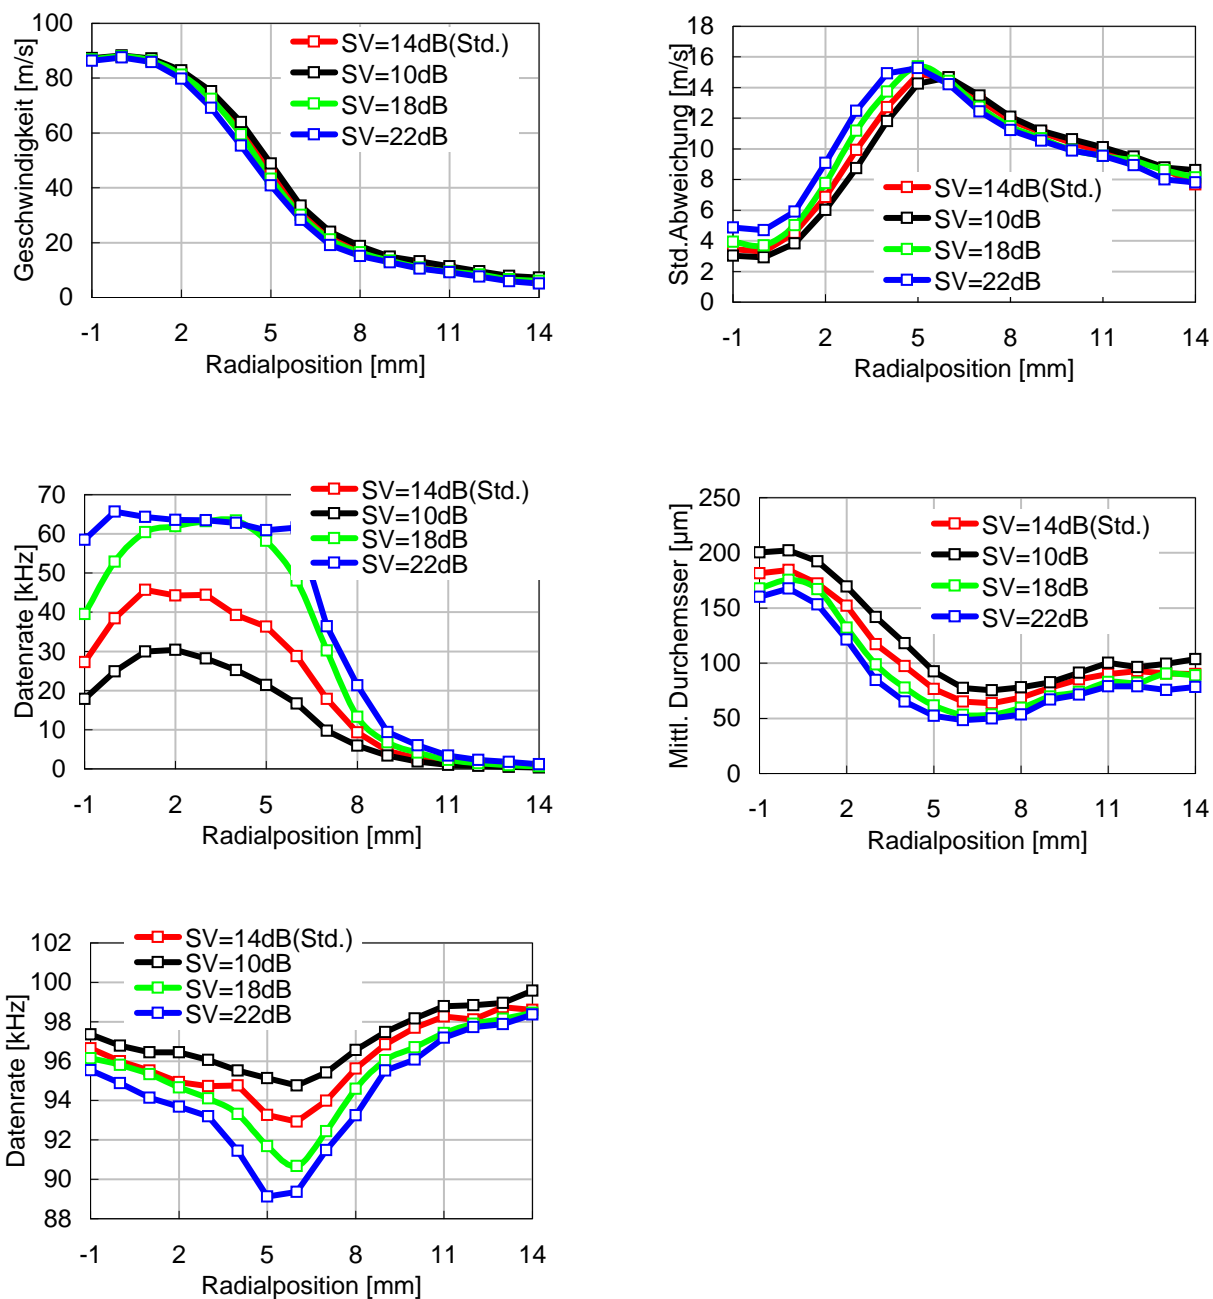 Geschwindigkeit [m/s]
100
80
60
40
20
0
SV=14dB(Std.)
SV=10dB
SV=18dB
SV=22dB
-1 2 5 8 11 14
Radialposition [mm]
Std.Abweichung [m/s]
18
16
14
12
10
8
6
4
2
0
SV=14dB(Std.)
SV=10dB
SV=18dB
SV=22dB
-1 2 5 8 11 14
Radialposition [mm]
Datenrate [kHz]
70
60
50
40
30
20
10
0
SV=14dB(Std.)
SV=10dB
SV=18dB
SV=22dB
-1 2 5 8 11 14
Radialposition [mm]
Mittl. Durchemsser [µm]
250
200
150
100
50
0
SV=14dB(Std.)
SV=10dB
SV=18dB
SV=22dB
-1 2 5 8 11 14
Radialposition [mm]
Datenrate [kHz]
102
100
98
96
94
92
90
88
SV=14dB(Std.)
SV=10dB
SV=18dB
SV=22dB
-1 2 5 8 11 14
Radialposition [mm]